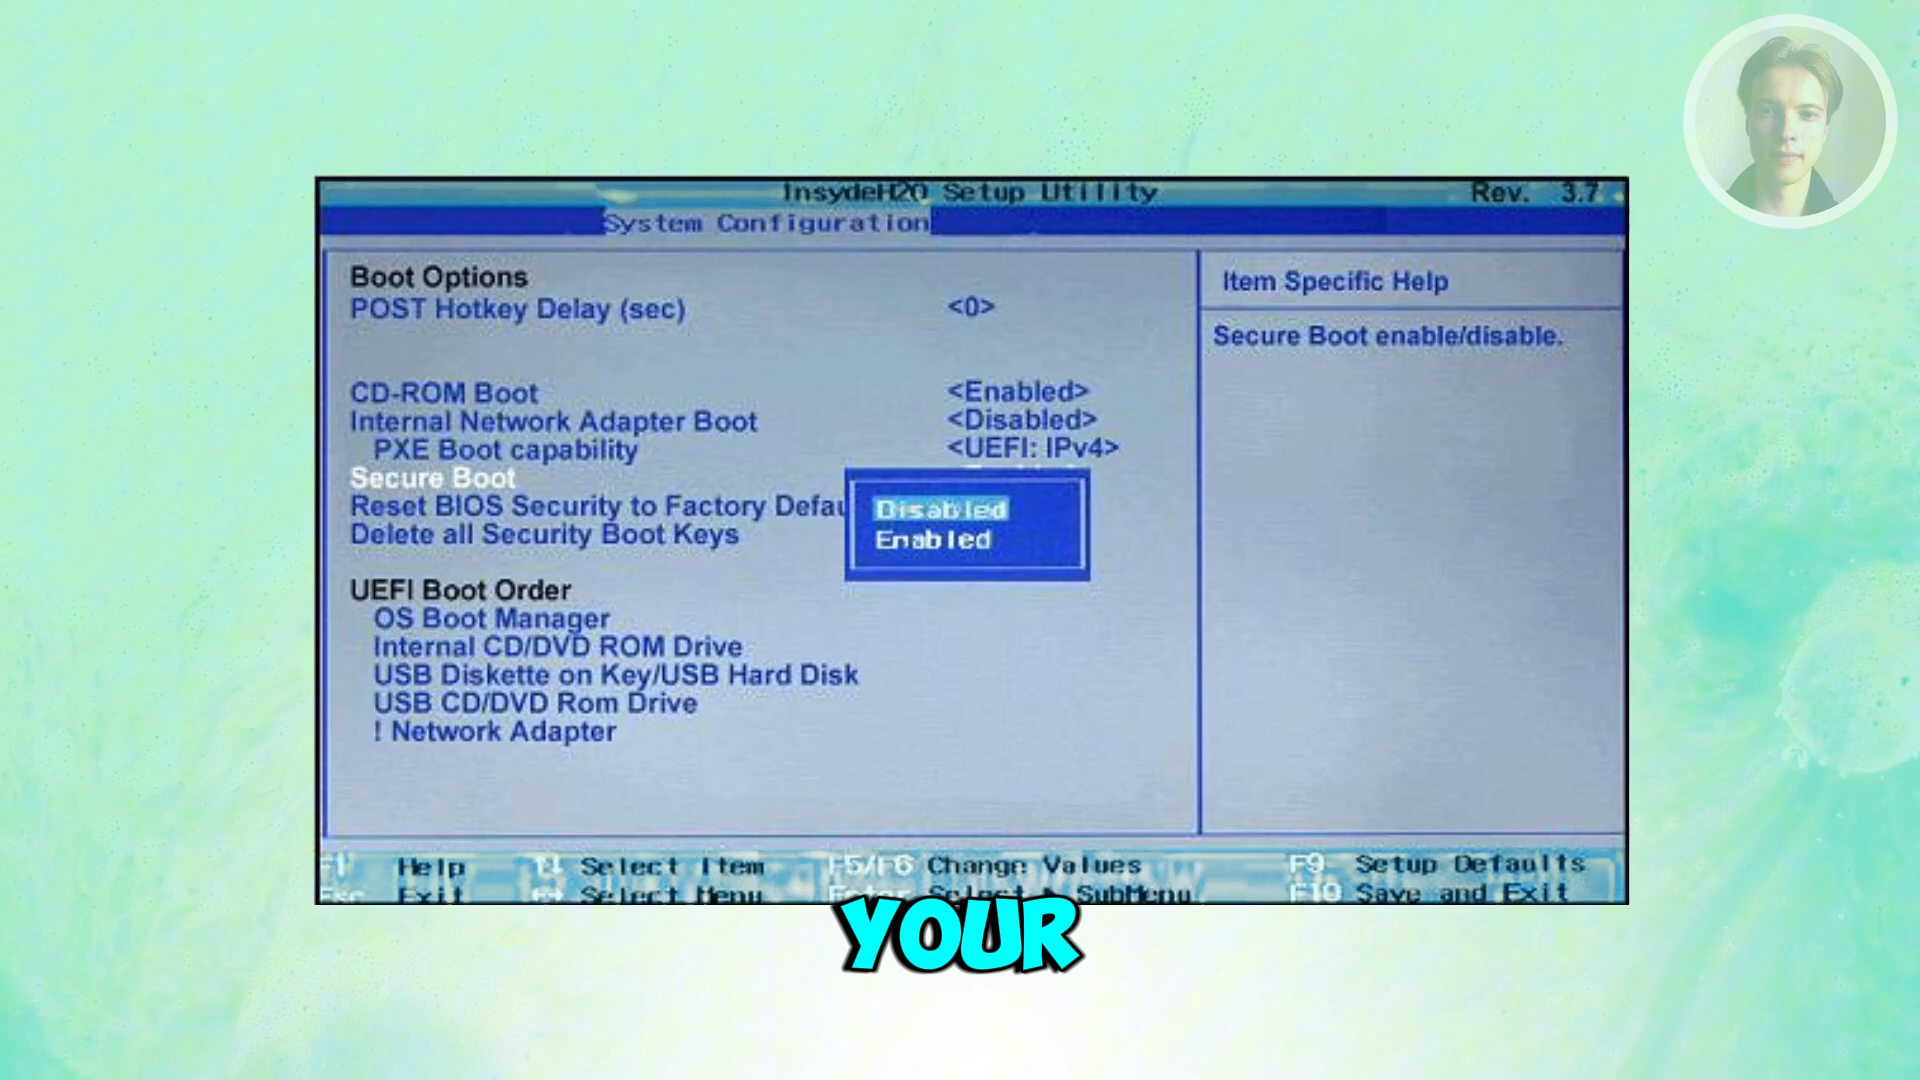 InsydeH2O Setup Utility Rev. 3.7
System Configuration
Boot Options
POST Hotkey Delay (sec) <0>
CD-ROM Boot <Enabled>
Internal Network Adapter Boot <Disabled>
PXE Boot capability <UEFI: IPv4>
Secure Boot
Reset BIOS Security to Factory Defau
Delete all Security Boot Keys
Disabled
Enabled
UEFI Boot Order
OS Boot Manager
Internal CD/DVD ROM Drive
USB Diskette on Key/USB Hard Disk
USB CD/DVD Rom Drive
! Network Adapter
Item Specific Help
Secure Boot enable/disable.
F1 Help ↑↓ Select Item F5/F6 Change Values F9 Setup Defaults
Esc Exit Select Menu Enter Select ▶ SubMenu F10 Save and Exit
YOUR